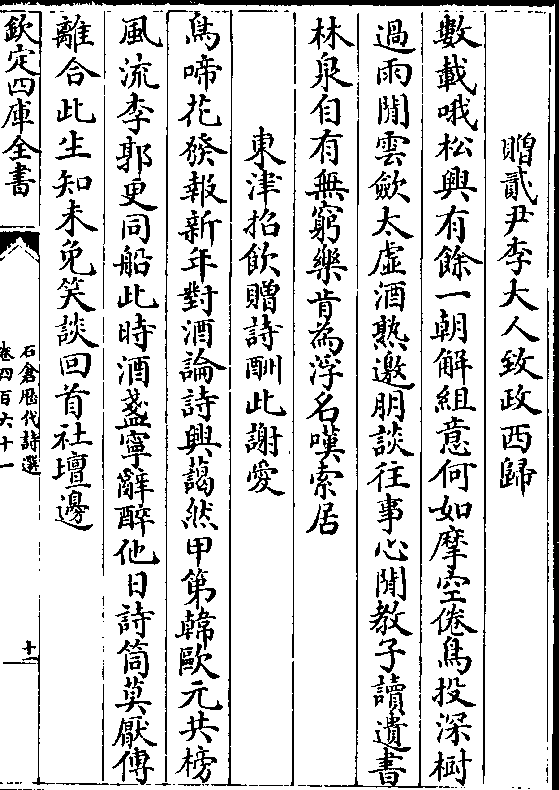 贈貳尹李大人致政西歸
數載哦松興有餘一朝解組意何如摩空倦鳥投深樹
過雨閒雲歛太虚酒熟邀朋談往事心閒教子讀遺書
林泉自有無窮樂肯為浮名嘆索居
東津招飲贈詩酬此謝愛
鳥啼花發報新年對酒論詩興藹然甲第韓歐元共榜
風流李郭更同船此時酒盞寧辭醉他日詩筒莫厭傳
離合此生知未免笑談回首社壇邊
欽定四庫全書
石倉歴代詩選
卷四百六十一
十一